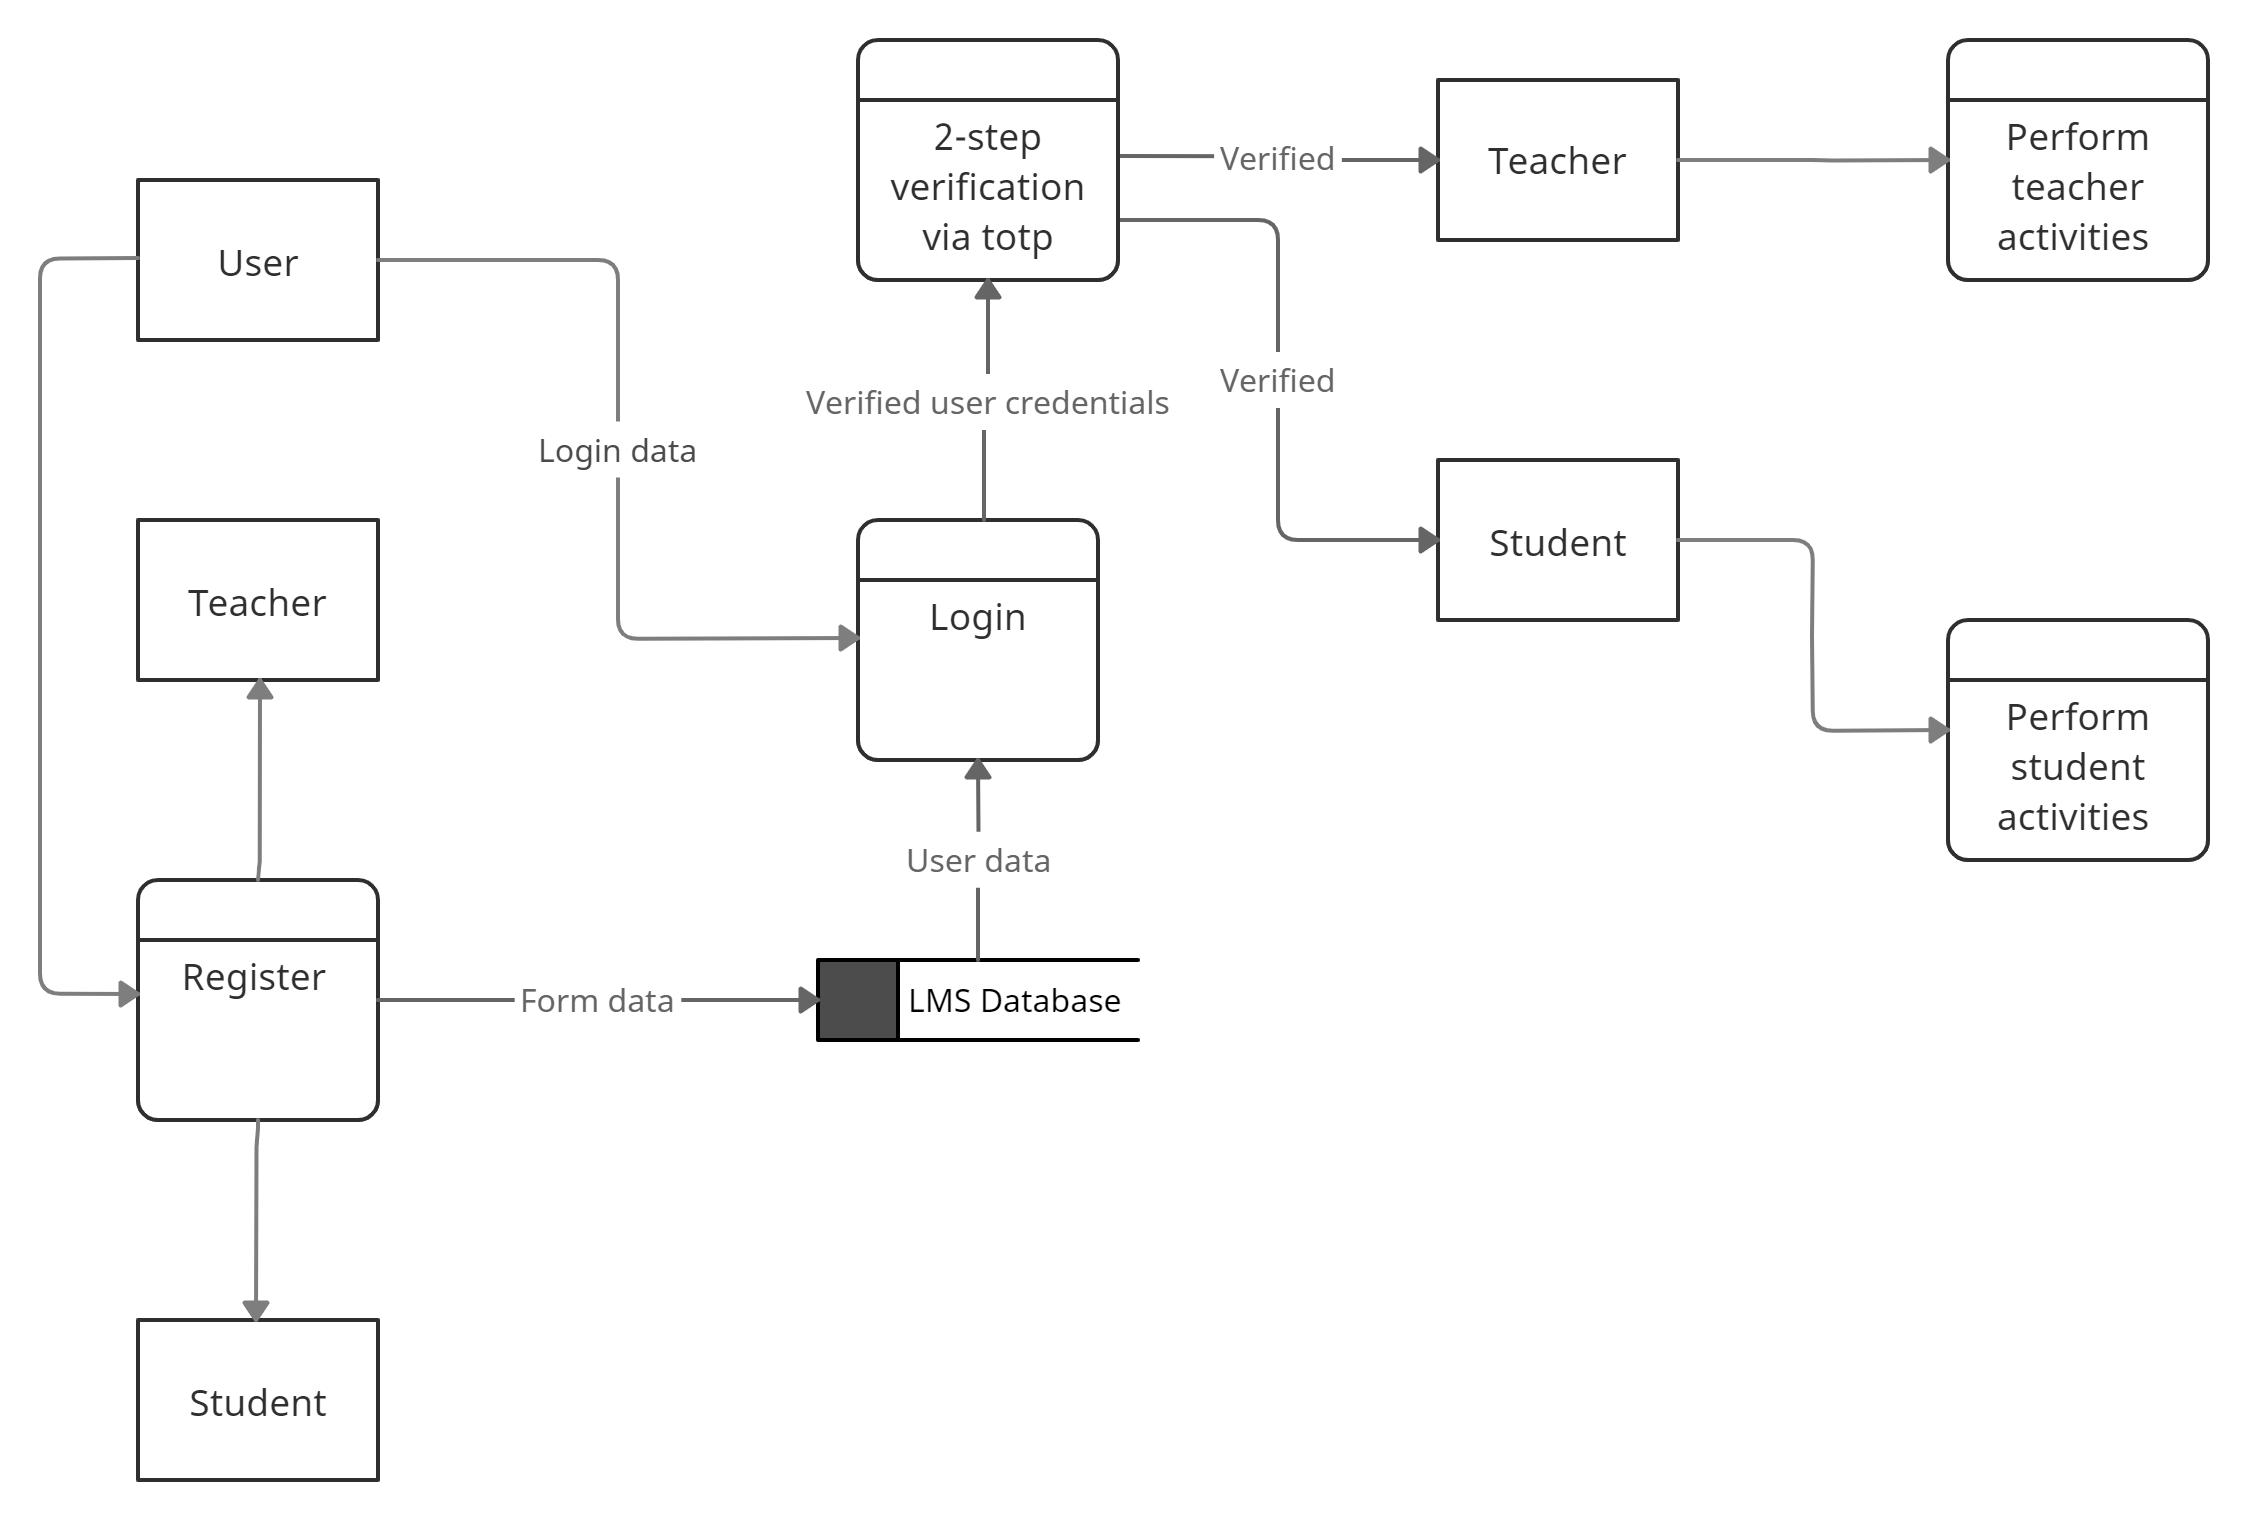 2-step
verification
via totp
Verified
Teacher
Perform
teacher
activities
User
Verified
Verified user credentials
Login data
Student
Teacher
Login
Perform
student
activities
User data
Register
Form data
LMS Database
Student